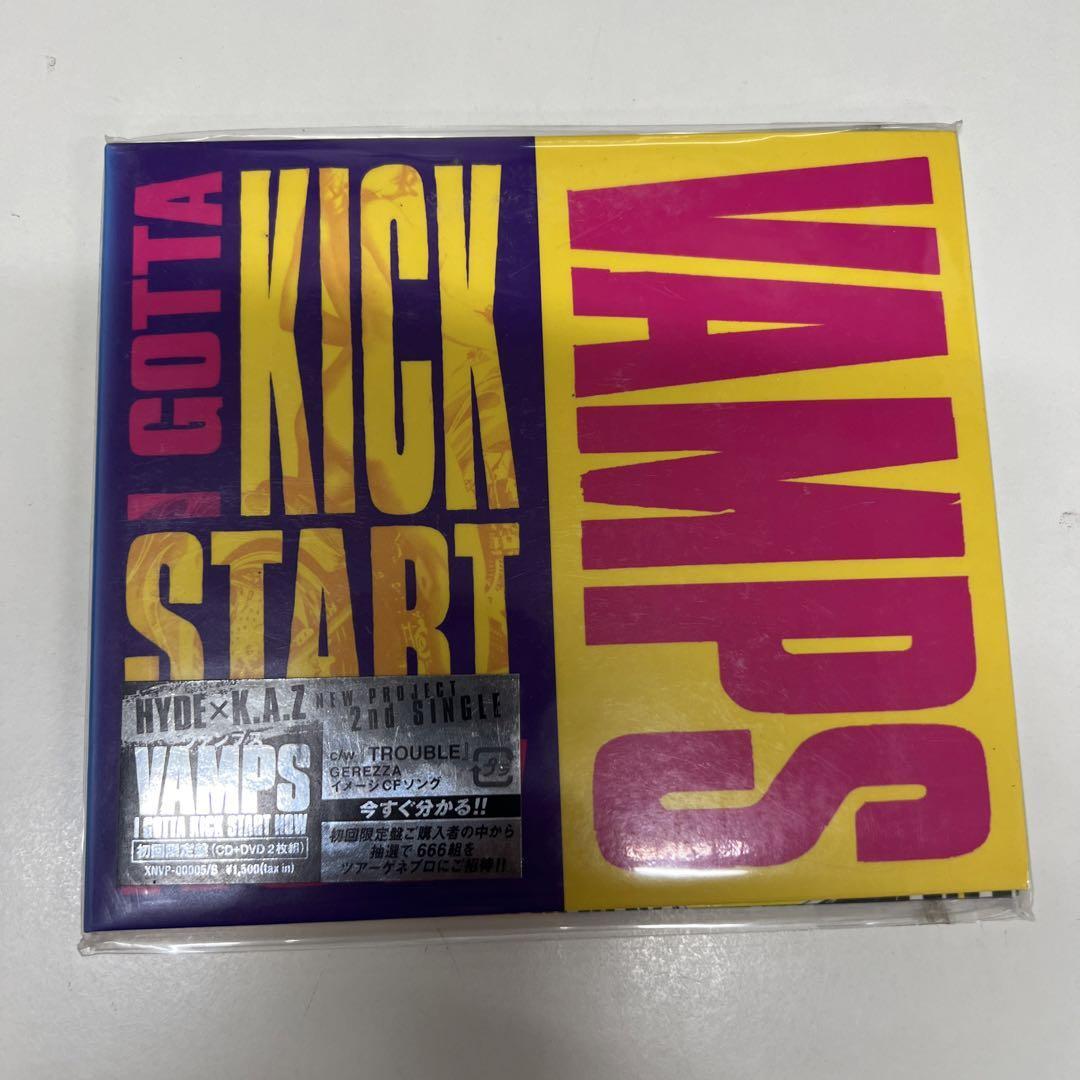 I GOTTA
KICK
START
VAMPS
HYDE×K.A.Z NEW PROJECT
2nd SINGLE
VAMPS
I GOTTA KICK START NOW
初回限定盤(CD+DVD 2枚組)
XNVP-00005/B ¥1,500(tax in)
c/w TROUBLE」
GEREZZA
イメージCFソング
プラ
今すぐ分かる!!
初回限定盤ご購入者の中から
抽選で666組を
ツアーゲネプロにご招待!!